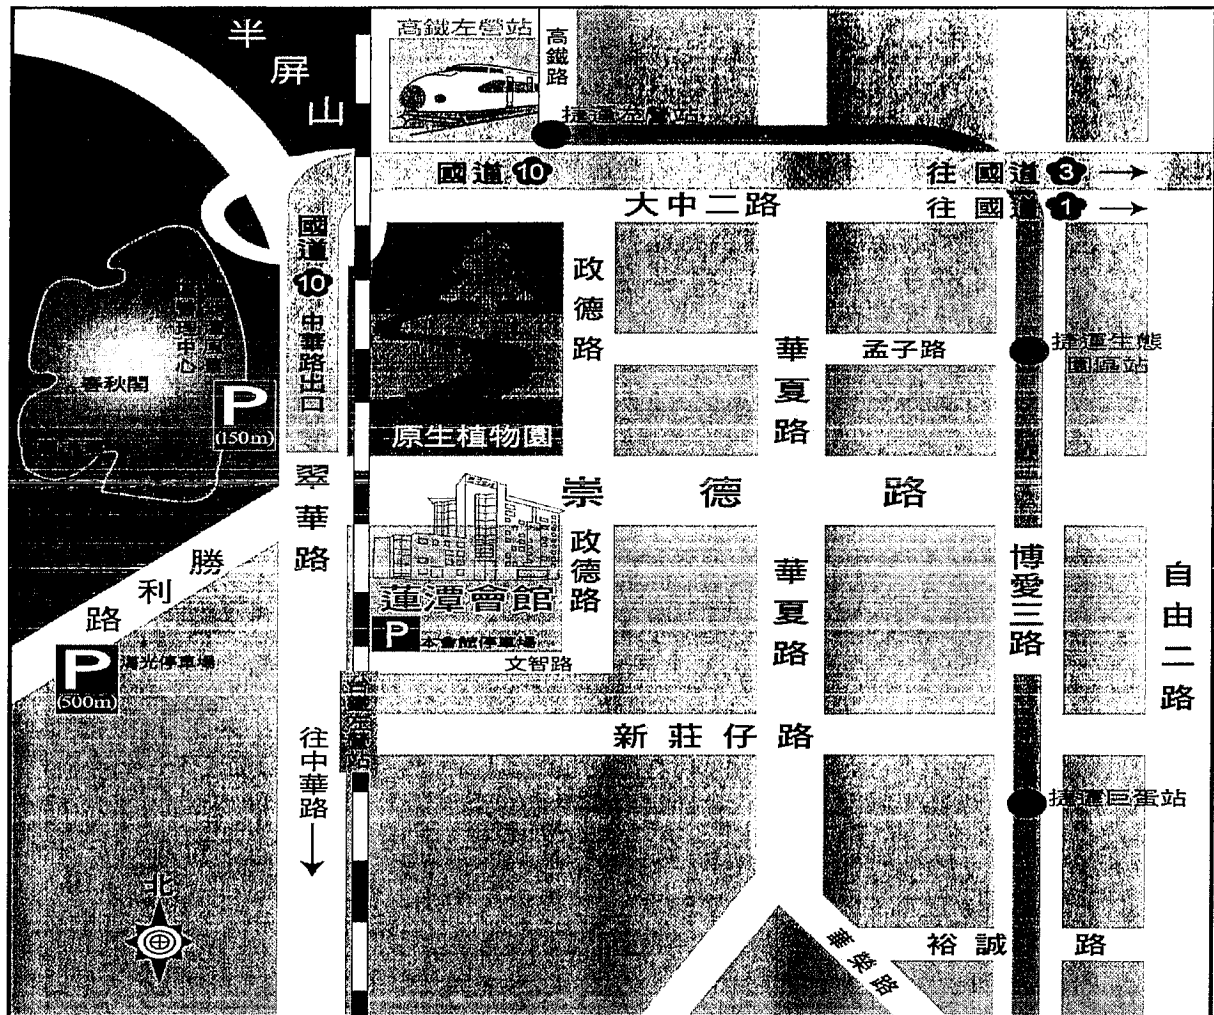 半屏山
高鐵左營站
高鐵路
捷運左營站
國道 10
往 國道 3 →
大中二路
往 國道 1 →
國道 10 中華路出口
政德路
華夏路
孟子路
捷運生態
園區站
春秋閣
P
(150m)
原生植物園
翠華路
崇德路
政德路
華夏路
博愛三路
自由二路
勝利路
蓮潭會館
P 本會館停車場
文智路
P
(500m)
新莊仔路
往中華路
捷運巨蛋站
北
裕誠路
華榮路